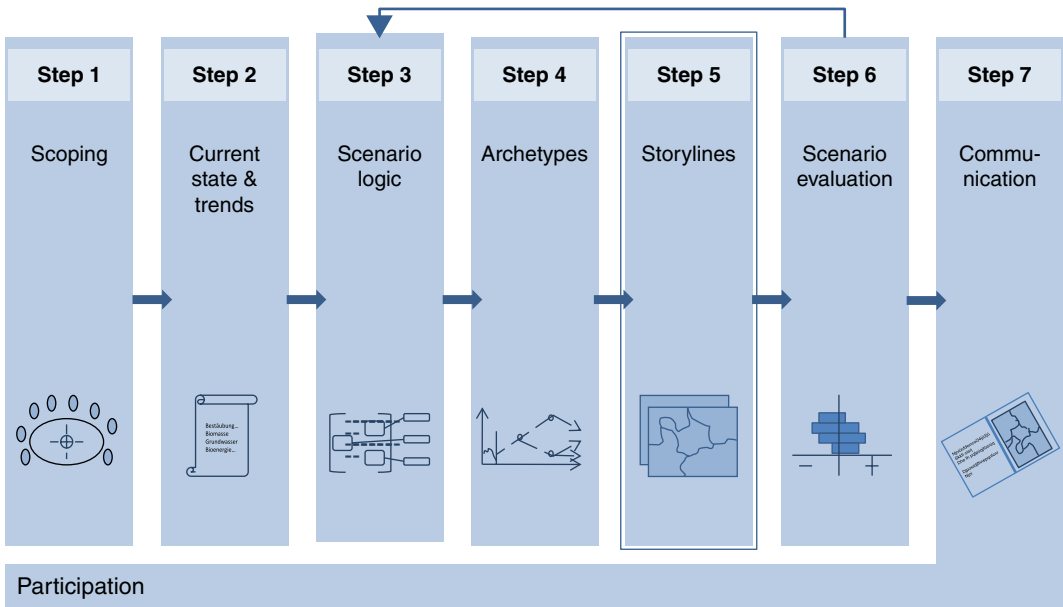 Step 1
Scoping
Step 2
Current
state &
trends
Step 3
Scenario
logic
Step 4
Archetypes
Step 5
Storylines
Step 6
Scenario
evaluation
Step 7
Commu-
nication
Bestäubung...
Biomasse
Grundwasser
Bioenergie...
Participation